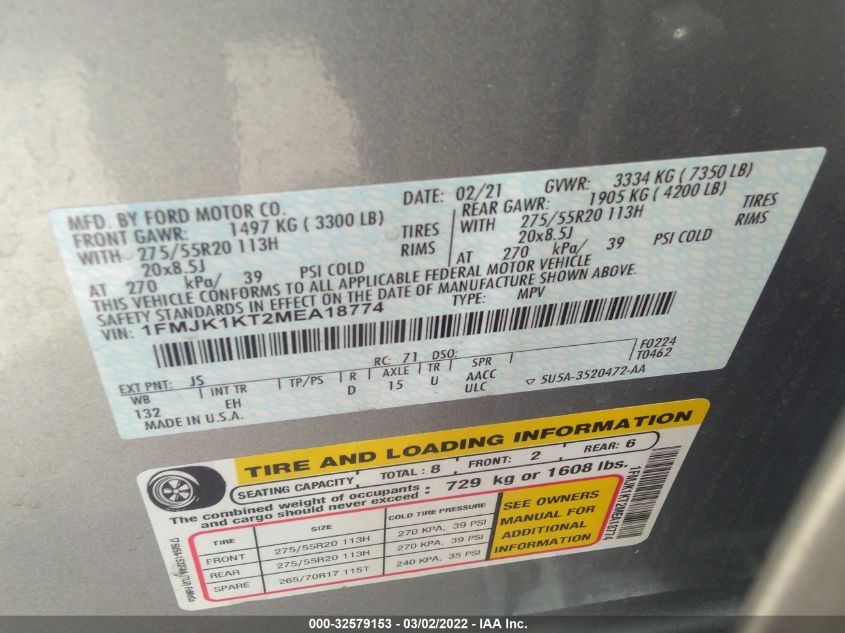 MFD. BY FORD MOTOR CO.
DATE: 02/21 GVWR: 3334 KG ( 7350 LB)
FRONT GAWR: 1497 KG ( 3300 LB)
WITH 275/55R20 113H TIRES
20x8.5J RIMS
AT 270 kPa/ 39 PSI COLD
REAR GAWR: 1905 KG ( 4200 LB)
WITH 275/55R20 113H TIRES
20x8.5J RIMS
AT 270 kPa/ 39 PSI COLD
THIS VEHICLE CONFORMS TO ALL APPLICABLE FEDERAL MOTOR VEHICLE
SAFETY STANDARDS IN EFFECT ON THE DATE OF MANUFACTURE SHOWN ABOVE.
VIN: 1FMJK1KT2MEA18774 TYPE: MPV
F0224
T0462
EXT PNT: JS RC: 71 DSO:
WB INT TR TP/PS R AXLE TR SPR
132 EH D 15 U AACC
ULC
▽ 5U5A-3520472-AA
MADE IN U.S.A.
TIRE AND LOADING INFORMATION
SEATING CAPACITY TOTAL : 8 FRONT: 2 REAR: 6
The combined weight of occupants and cargo should never exceed : 729 kg or 1608 lbs.
TIRE SIZE COLD TIRE PRESSURE
FRONT 275/55R20 113H 270 KPA, 39 PSI
REAR 275/55R20 113H 270 KPA, 39 PSI
SPARE 265/70R17 115T 240 KPA, 35 PSI
SEE OWNERS
MANUAL FOR
ADDITIONAL
INFORMATION
1FMJK1KT2MEA18774
000-32579153 - 03/02/2022 - IAA Inc.